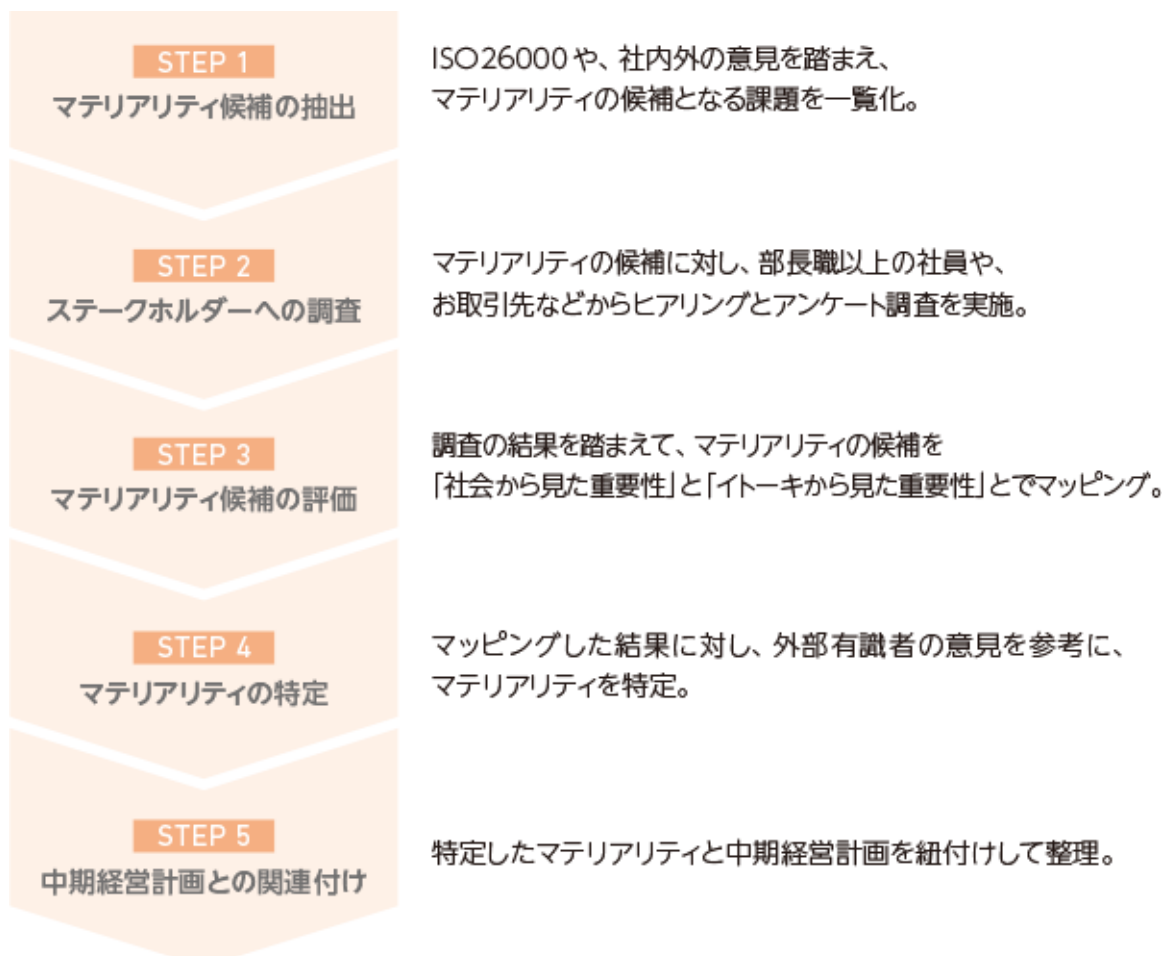 STEP 1
マテリアリティ候補の抽出
ISO26000や、社内外の意見を踏まえ、
マテリアリティの候補となる課題を一覧化。
STEP 2
ステークホルダーへの調査
マテリアリティの候補に対し、部長職以上の社員や、
お取引先などからヒアリングとアンケート調査を実施。
STEP 3
マテリアリティ候補の評価
調査の結果を踏まえて、マテリアリティの候補を
「社会から見た重要性」と「イトーキから見た重要性」とでマッピング。
STEP 4
マテリアリティの特定
マッピングした結果に対し、外部有識者の意見を参考に、
マテリアリティを特定。
STEP 5
中期経営計画との関連付け
特定したマテリアリティと中期経営計画を紐付けして整理。